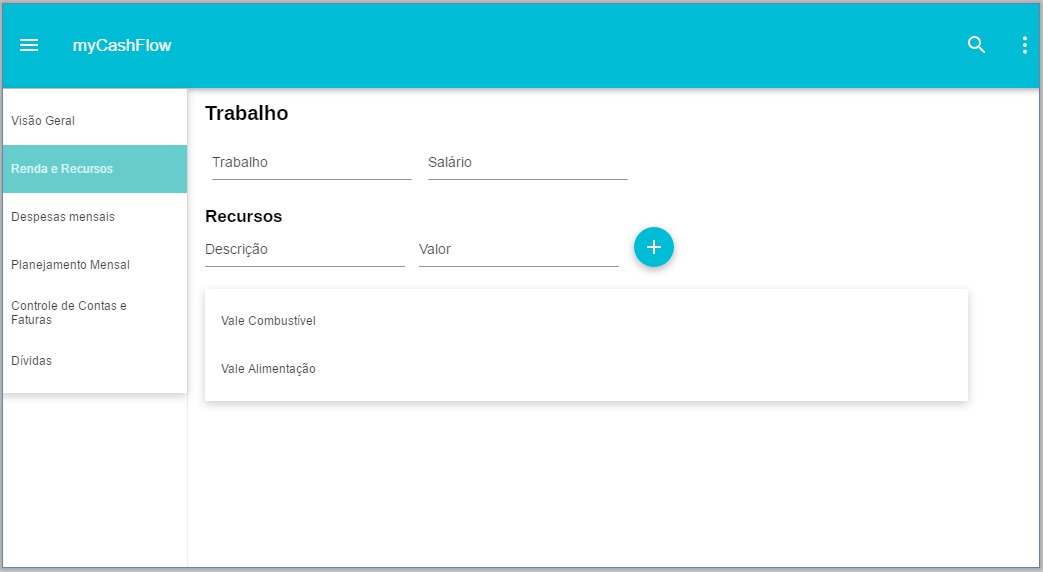 myCashFlow
Visão Geral
Renda e Recursos
Despesas mensais
Planejamento Mensal
Controle de Contas e
Faturas
Dívidas
Trabalho
Trabalho Salário
Recursos
Descrição Valor
Vale Combustível
Vale Alimentação